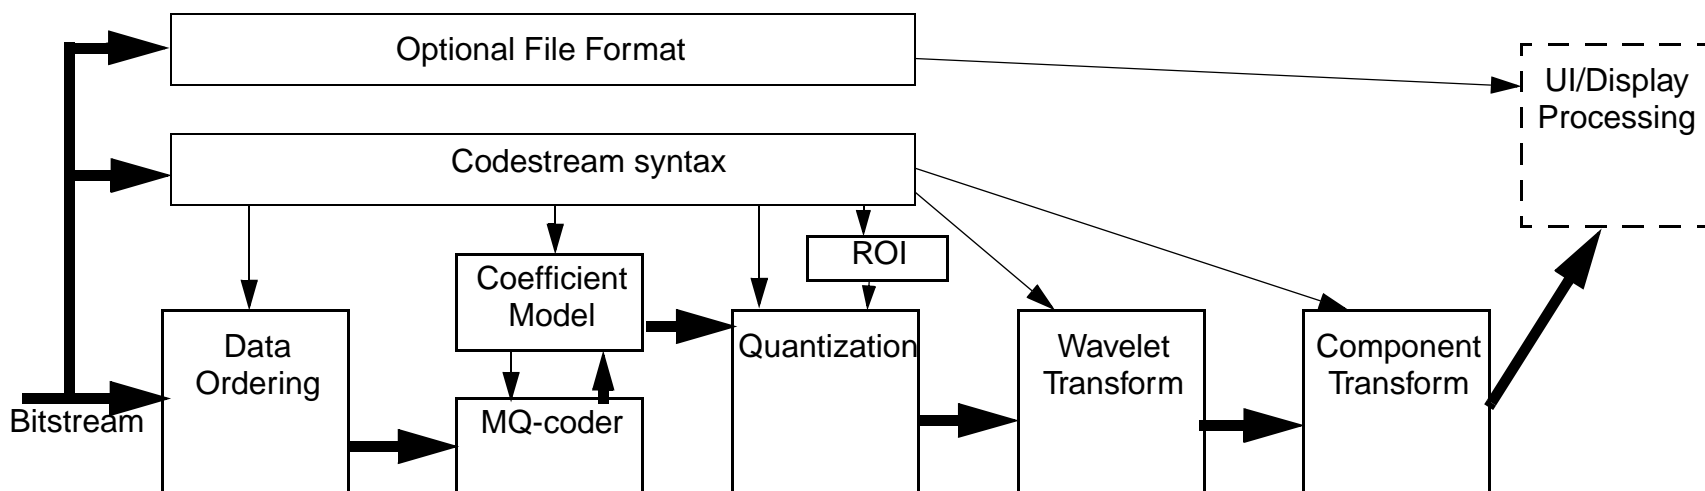 Optional File Format
UI/Display
Processing
Codestream syntax
ROI
Coefficient
Model
Data
Ordering
Quantization
Wavelet
Transform
Component
Transform
Bitstream
MQ-coder